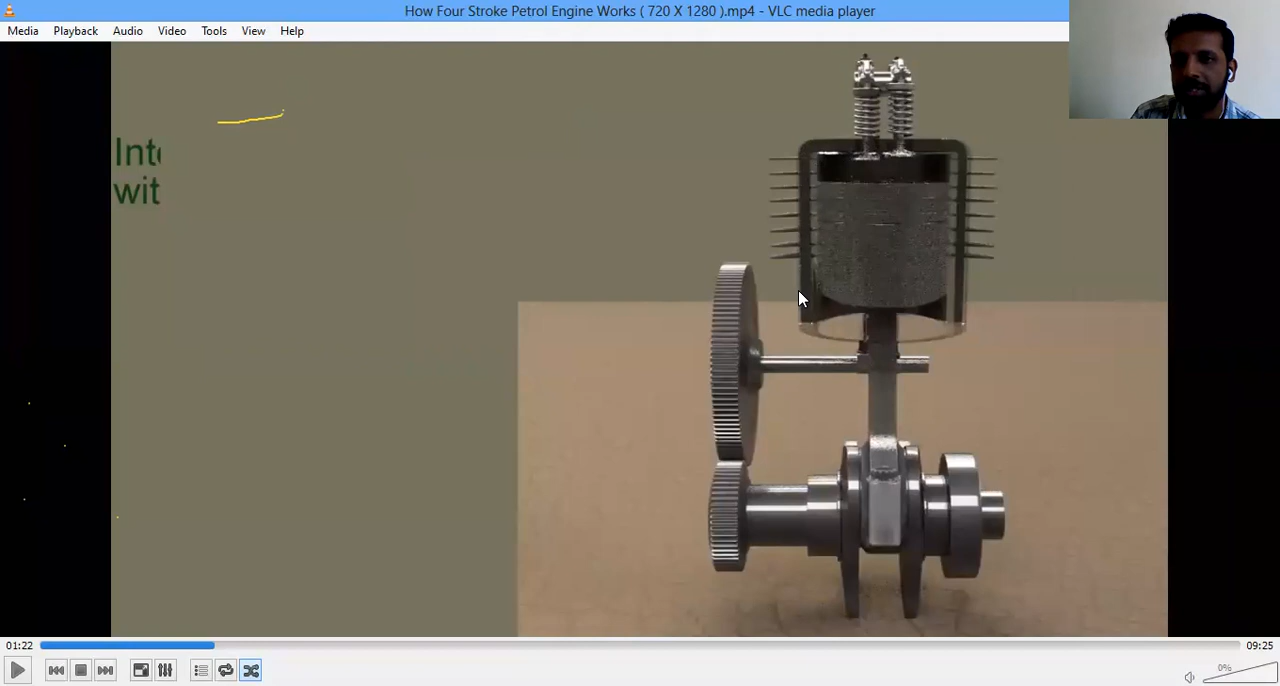 How Four Stroke Petrol Engine Works ( 720 X 1280 ).mp4 - VLC media player
Media Playback Audio Video Tools View Help
Inte
wit
01:22 09:25
0%